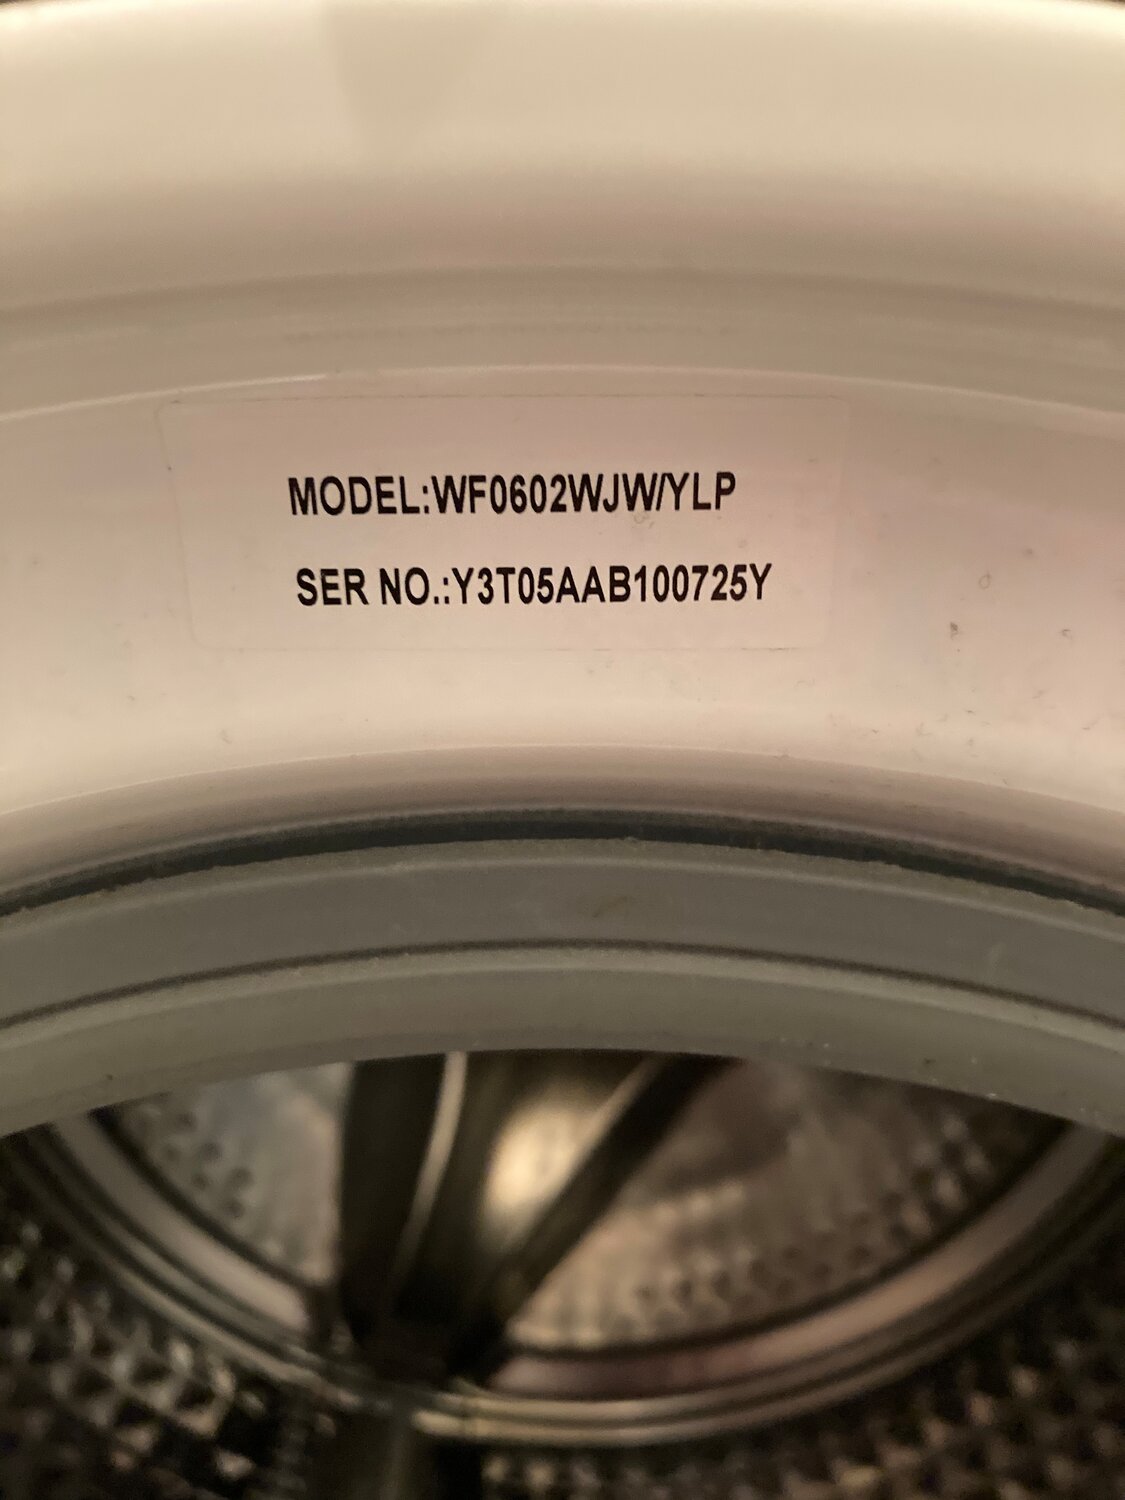 MODEL:WF0602WJW/YLP
SER NO.:Y3T05AAB100725Y